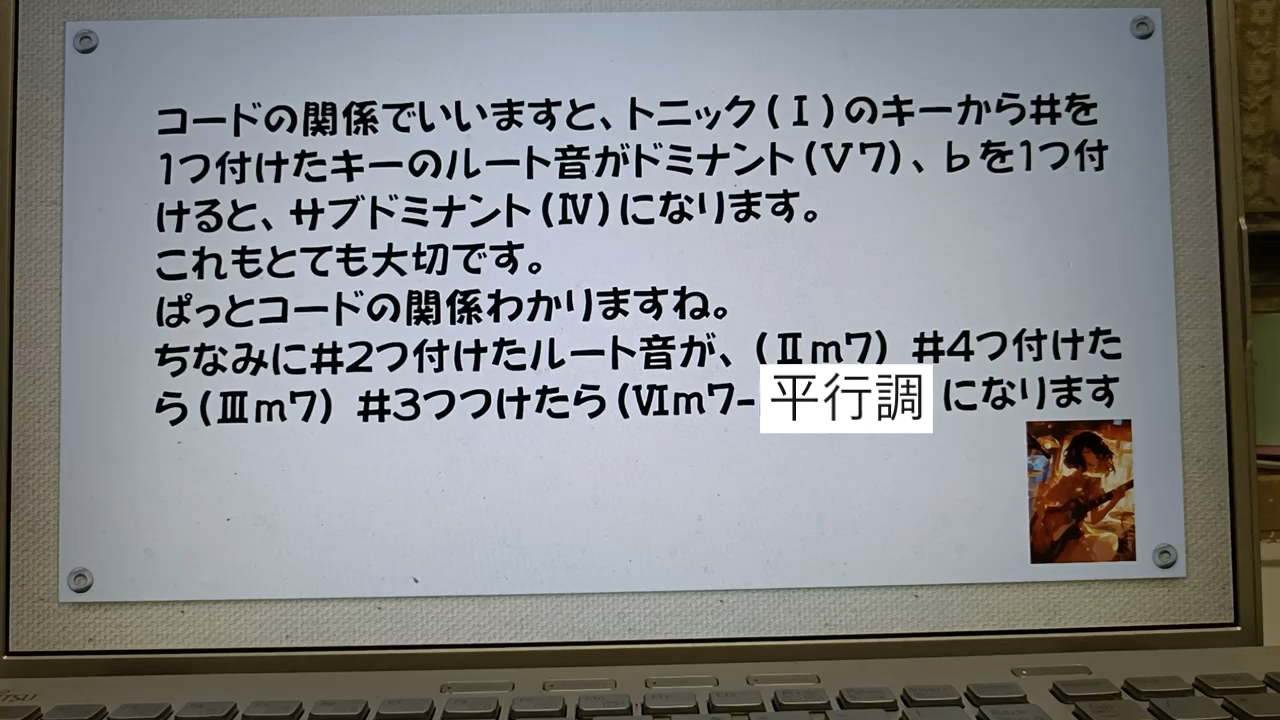 コードの関係でいいますと、トニック(Ⅰ)のキーから#を
1つ付けたキーのルート音がドミナント(Ⅴ7)、♭を1つ付
けると、サブドミナント(Ⅳ)になります。
これもとても大切です。
ぱっとコードの関係わかりますね。
ちなみに#2つ付けたルート音が、(Ⅱm7) #4つ付けた
ら(Ⅲm7) #3つつけたら(Ⅵm7-平行調になります